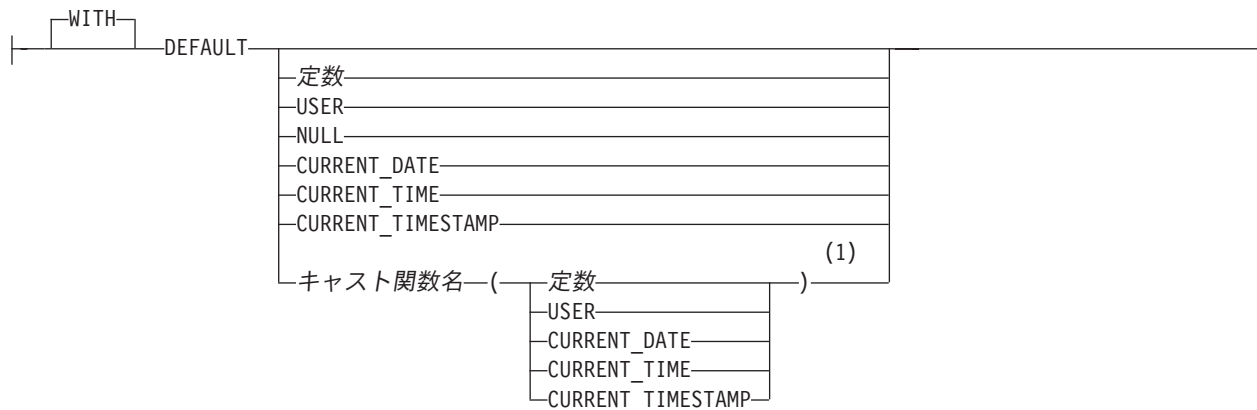 WITH
DEFAULT
定数
USER
NULL
CURRENT_DATE
CURRENT_TIME
CURRENT_TIMESTAMP
(1)
キャスト関数名 ( 定数 )
USER
CURRENT_DATE
CURRENT_TIME
CURRENT_TIMESTAMP